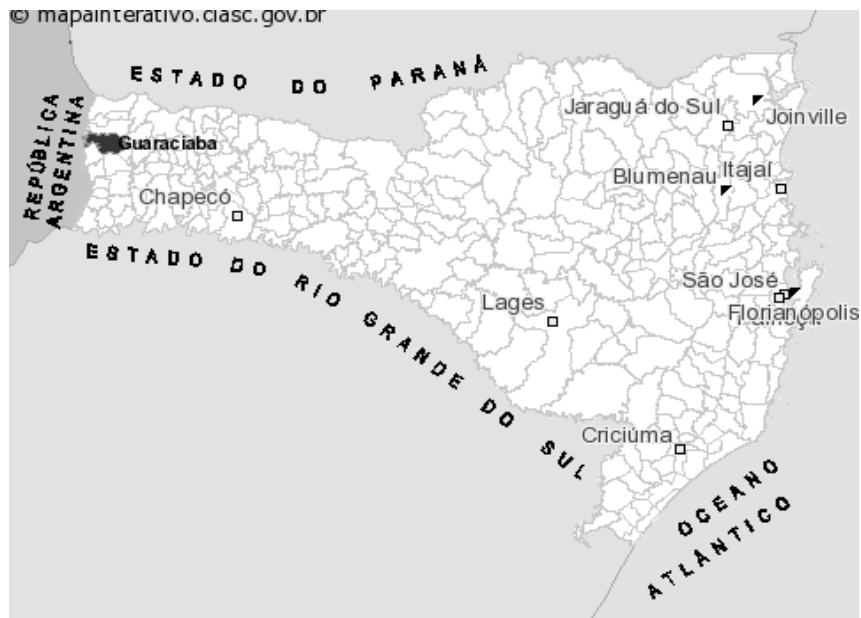 © mapainterativo.ciasc.gov.br
ESTADO DO PARANÁ
REPÚBLICA
ARGENTINA
Guaraciaba
Jaraguá do Sul
Joinville
Blumenau
Itajaí
Chapecó
ESTADO DO RIO GRANDE DO SUL
São José
Lages
Florianópolis
Criciúma
OCEANO
ATLÂNTICO